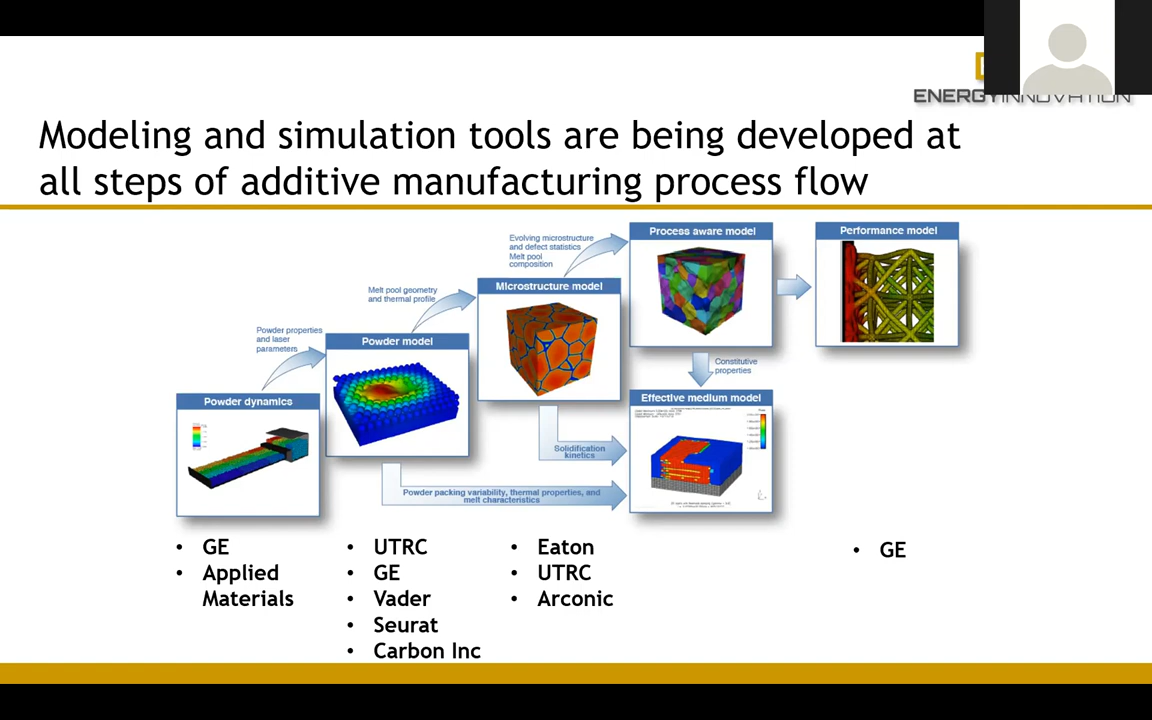 ENERGYINNOVATION
Modeling and simulation tools are being developed at
all steps of additive manufacturing process flow
Powder dynamics
Powder properties
and laser
parameters
Powder model
Melt pool geometry
and thermal profile
Microstructure model
Evolving microstructure
and defect statistics
Melt pool
composition
Process aware model
Performance model
Constitutive
properties
Effective medium model
Solidification
kinetics
Powder packing variability, thermal properties, and
melt characteristics
• GE
• Applied
Materials
• UTRC
• GE
• Vader
• Seurat
• Carbon Inc
• Eaton
• UTRC
• Arconic
• GE